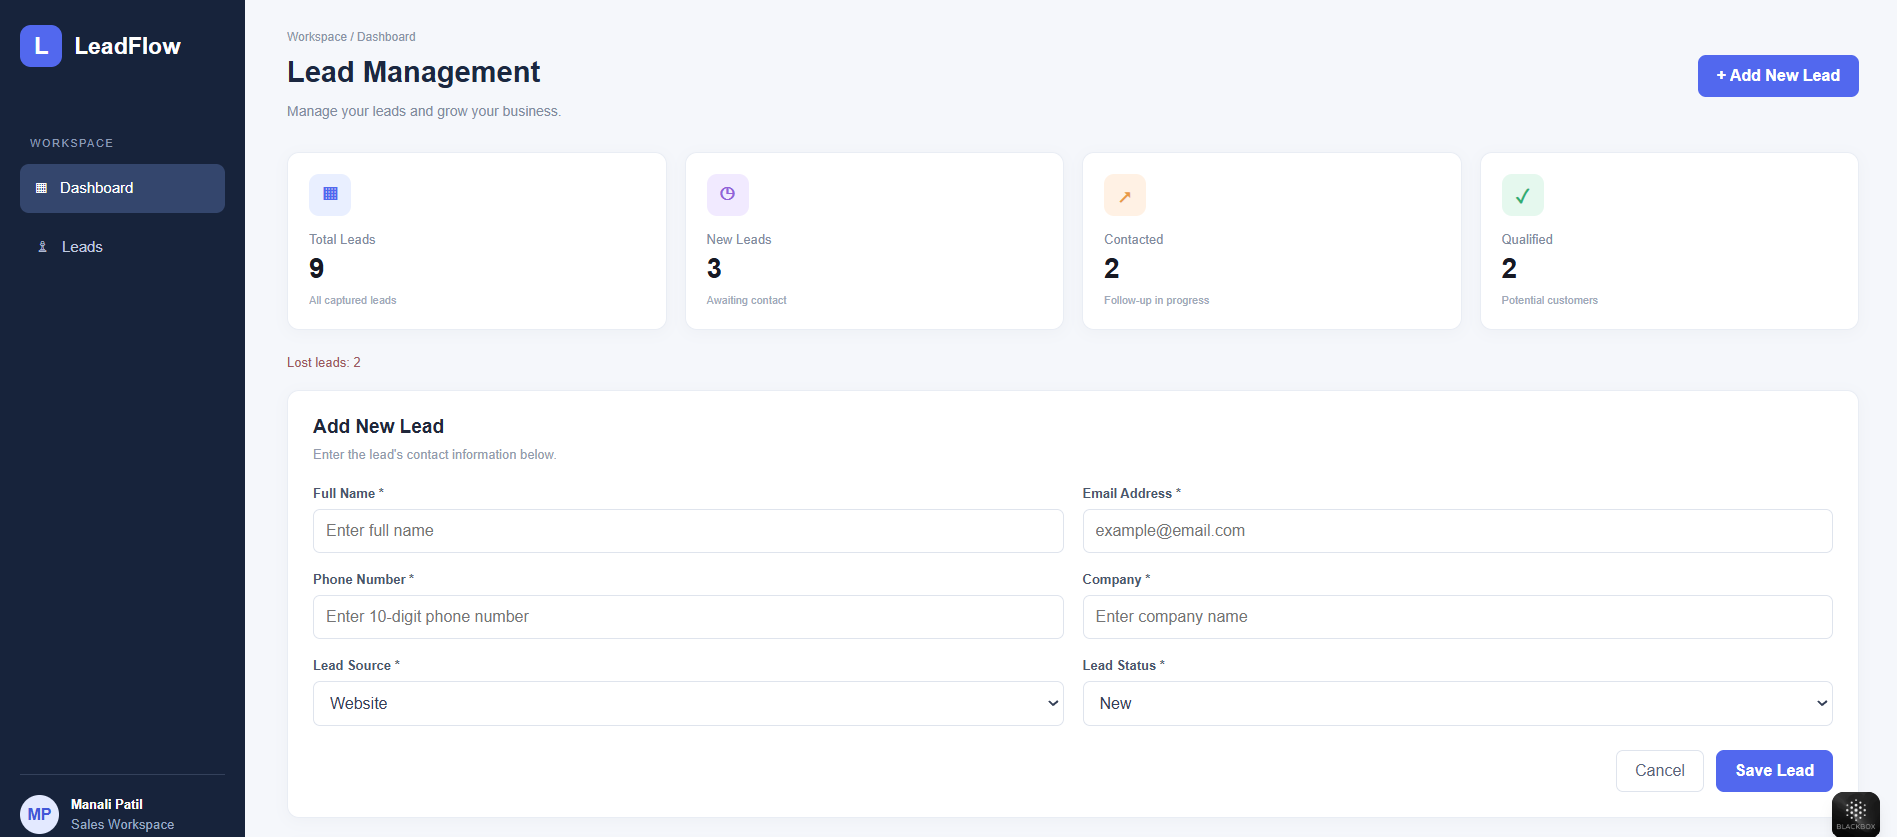 L LeadFlow
WORKSPACE
Dashboard
Leads
Manali Patil
MP
Sales Workspace
Workspace / Dashboard
Lead Management
Manage your leads and grow your business.
+ Add New Lead
Total Leads
9
All captured leads
New Leads
3
Awaiting contact
Contacted
2
Follow-up in progress
Qualified
2
Potential customers
Lost leads: 2
Add New Lead
Enter the lead's contact information below.
Full Name *
Enter full name
Email Address *
example@email.com
Phone Number *
Enter 10-digit phone number
Company *
Enter company name
Lead Source *
Website
Lead Status *
New
Cancel
Save Lead
BLACKBOX